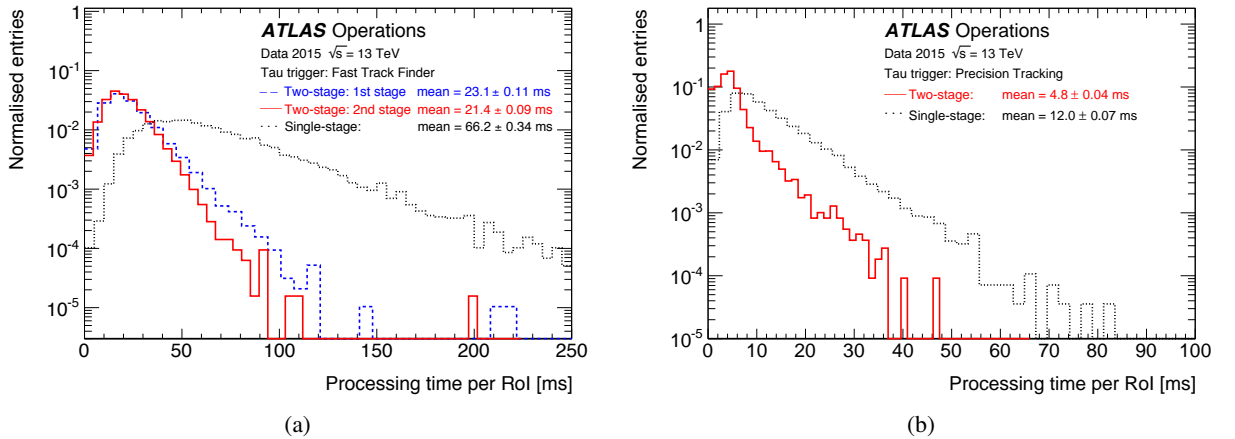 ATLAS Operations
Data 2015 √s = 13 TeV
Tau trigger: Fast Track Finder
Two-stage: 1st stage mean = 23.1 ± 0.11 ms
Two-stage: 2nd stage mean = 21.4 ± 0.09 ms
Single-stage: mean = 66.2 ± 0.34 ms
Normalised entries
1
10⁻¹
10⁻²
10⁻³
10⁻⁴
10⁻⁵
0 50 100 150 200 250
Processing time per RoI [ms]
(a)
ATLAS Operations
Data 2015 √s = 13 TeV
Tau trigger: Precision Tracking
Two-stage: mean = 4.8 ± 0.04 ms
Single-stage: mean = 12.0 ± 0.07 ms
Normalised entries
1
10⁻¹
10⁻²
10⁻³
10⁻⁴
10⁻⁵
0 10 20 30 40 50 60 70 80 90 100
Processing time per RoI [ms]
(b)